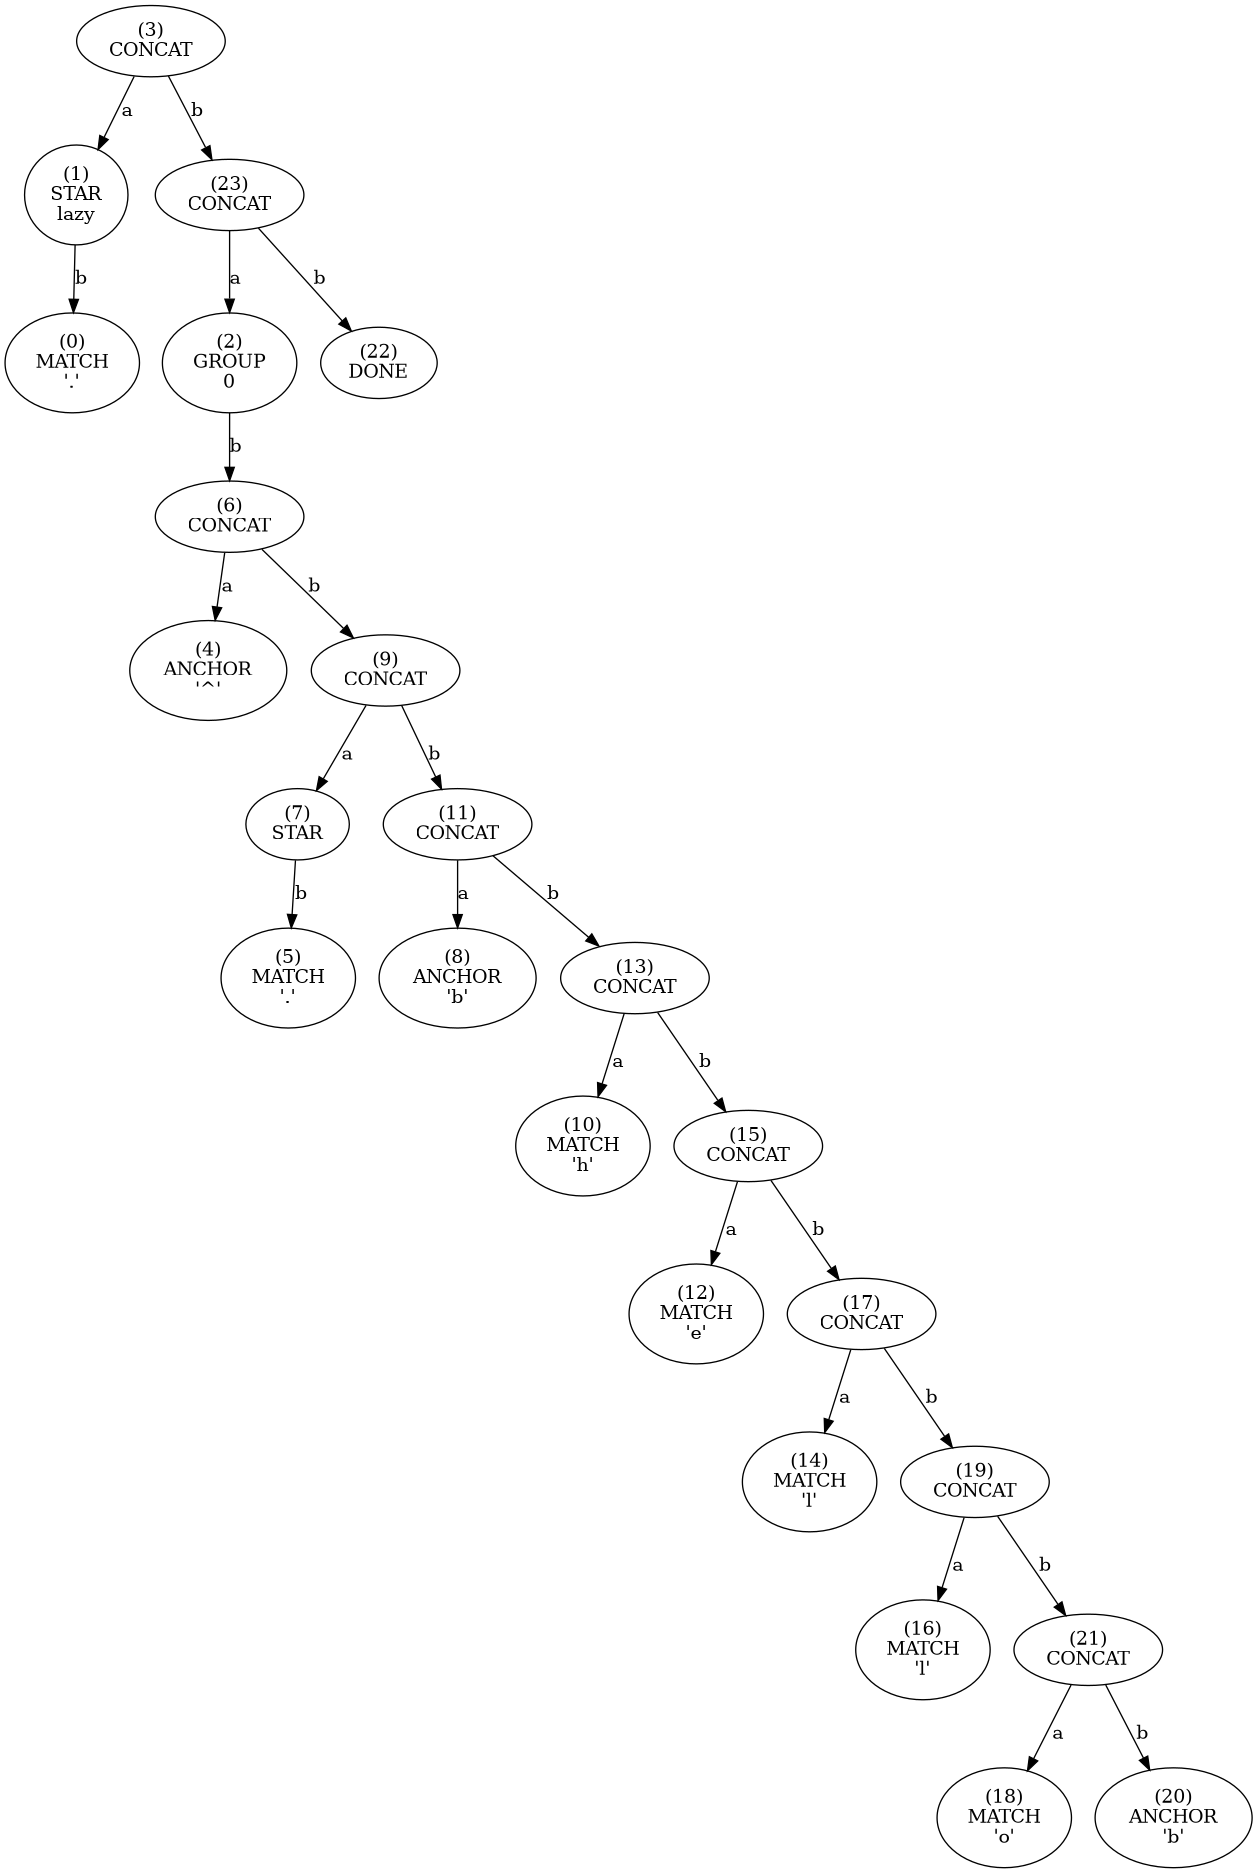 (3)
CONCAT
a
b
(1)
STAR
lazy
(23)
CONCAT
b
a
b
(0)
MATCH
'.'
(2)
GROUP
0
(22)
DONE
b
(6)
CONCAT
a
b
(4)
ANCHOR
'^'
(9)
CONCAT
a
b
(7)
STAR
(11)
CONCAT
b
a
b
(5)
MATCH
'.'
(8)
ANCHOR
'b'
(13)
CONCAT
a
b
(10)
MATCH
'h'
(15)
CONCAT
a
b
(12)
MATCH
'e'
(17)
CONCAT
a
b
(14)
MATCH
'l'
(19)
CONCAT
a
b
(16)
MATCH
'l'
(21)
CONCAT
a
b
(18)
MATCH
'o'
(20)
ANCHOR
'b'